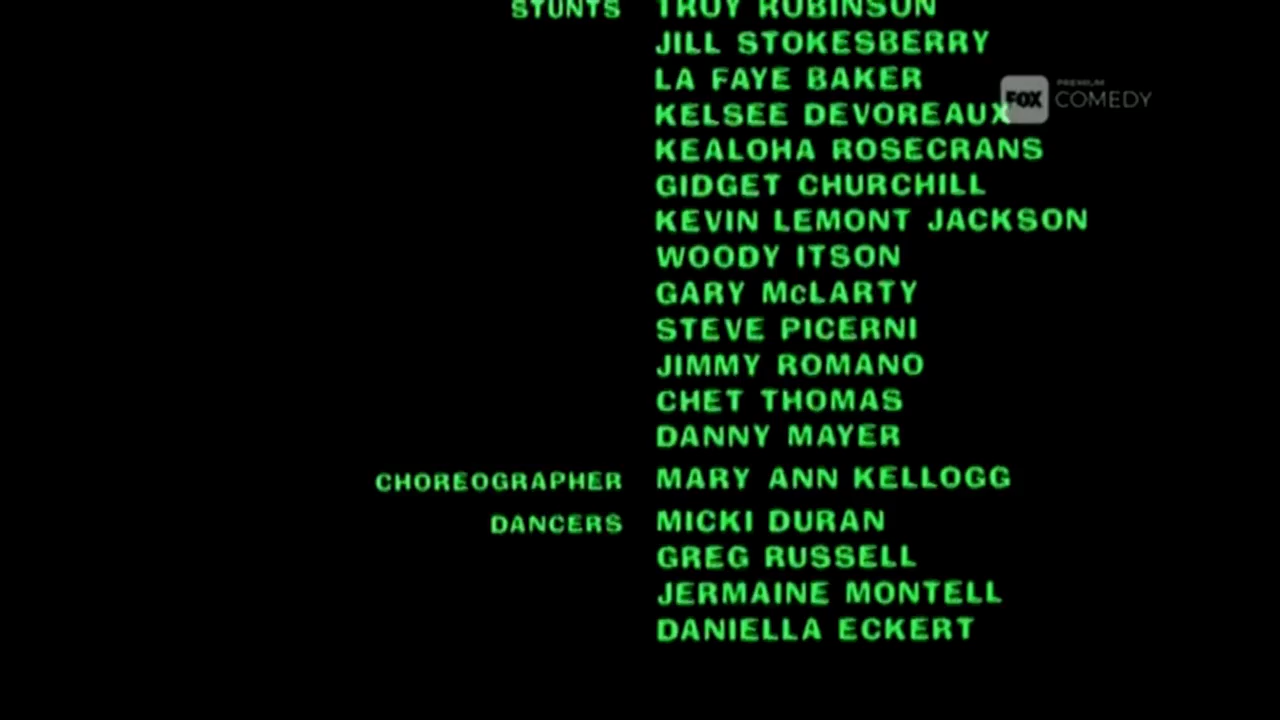 STUNTS TROY ROBINSON
JILL STOKESBERRY
LA FAYE BAKER
KELSEE DEVOREAUX
KEALOHA ROSECRANS
GIDGET CHURCHILL
KEVIN LEMONT JACKSON
WOODY ITSON
GARY McLARTY
STEVE PICERNI
JIMMY ROMANO
CHET THOMAS
DANNY MAYER
CHOREOGRAPHER MARY ANN KELLOGG
DANCERS MICKI DURAN
GREG RUSSELL
JERMAINE MONTELL
DANIELLA ECKERT
PREMIUM
FOX COMEDY